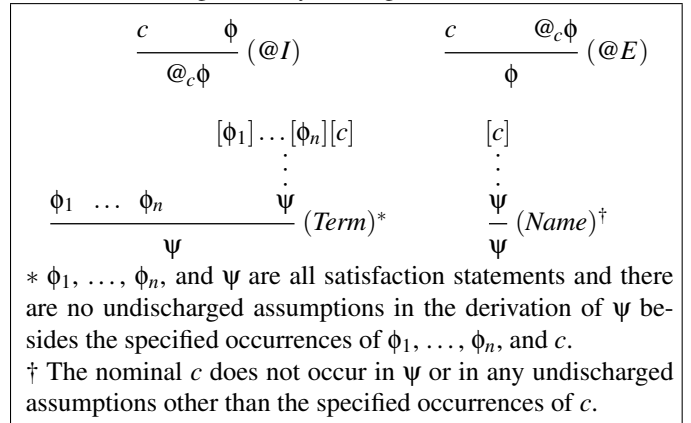 c ϕ
(@I)
@cϕ
c @cϕ
(@E)
ϕ
[ϕ1] … [ϕn][c]
⋮
ϕ1 … ϕn ψ
(Term)*
ψ
[c]
⋮
ψ
(Name)†
ψ
∗ ϕ1, …, ϕn, and ψ are all satisfaction statements and there
are no undischarged assumptions in the derivation of ψ be-
sides the specified occurrences of ϕ1, …, ϕn, and c.
† The nominal c does not occur in ψ or in any undischarged
assumptions other than the specified occurrences of c.